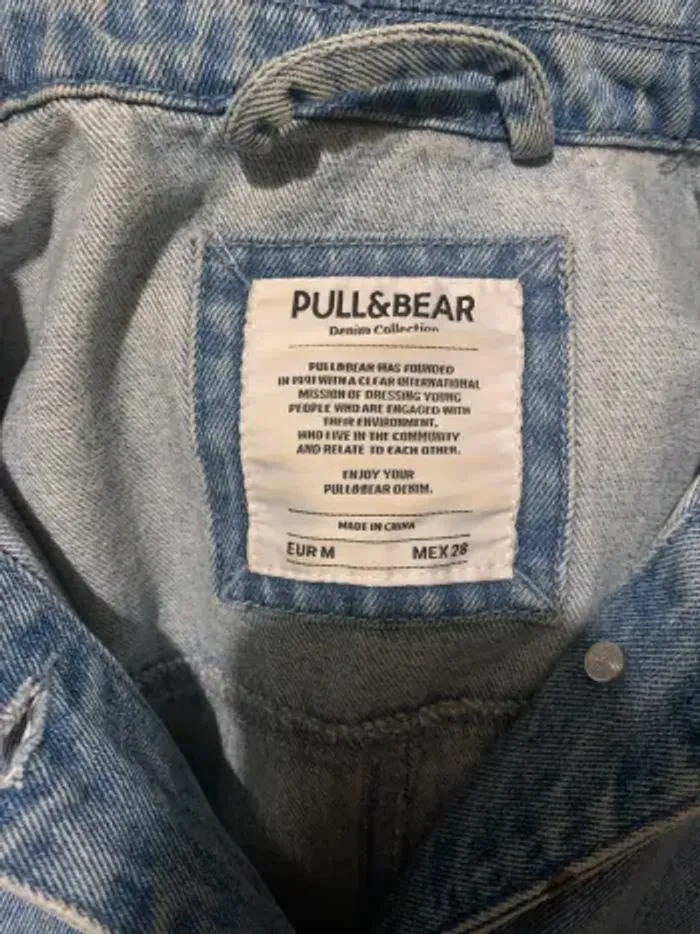 PULL&BEAR
Denim Collection
PULL&BEAR WAS FOUNDED
IN 1991 WITH A CLEAR INTERNATIONAL
MISSION OF DRESSING YOUNG
PEOPLE WHO ARE ENGAGED WITH
THEIR ENVIRONMENT,
WHO LIVE IN THE COMMUNITY
AND RELATE TO EACH OTHER.
ENJOY YOUR
PULL&BEAR DENIM.
MADE IN CHINA
EUR M MEX 28